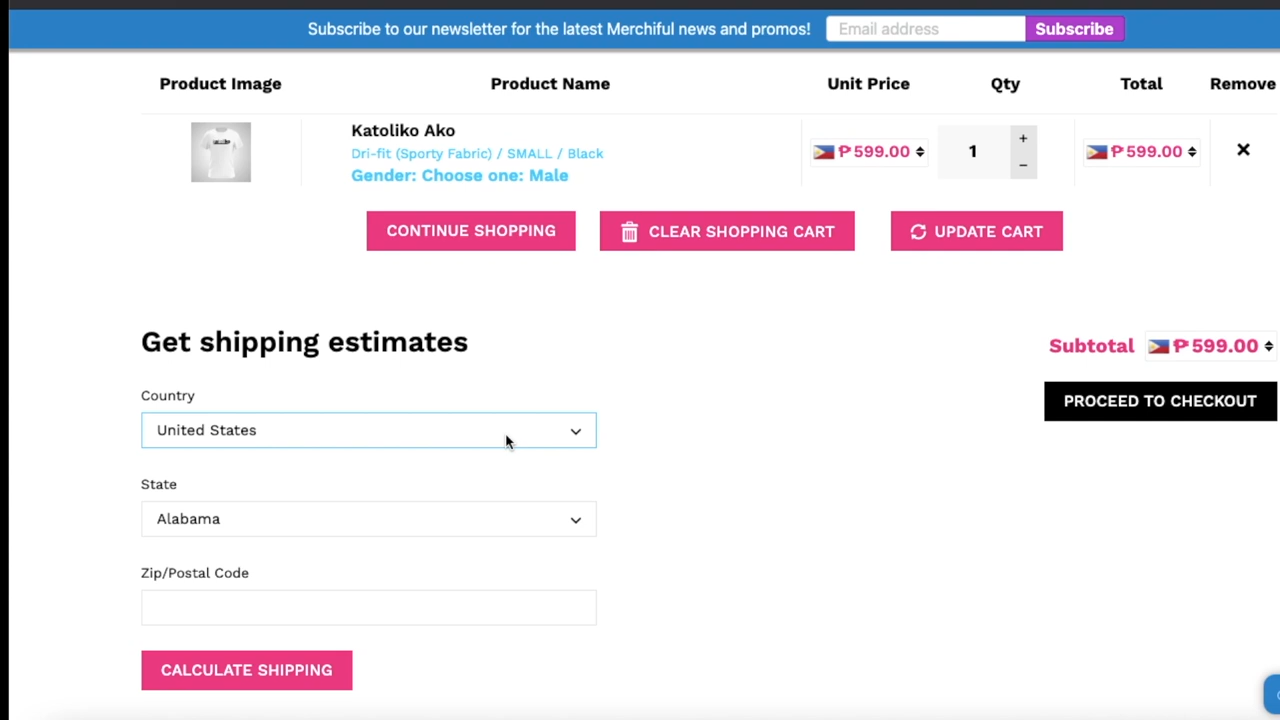 Subscribe to our newsletter for the latest Merchiful news and promos! Email address Subscribe
Product Image Product Name Unit Price Qty Total Remove
Katoliko Ako
Dri-fit (Sporty Fabric) / SMALL / Black
Gender: Choose one: Male
₱599.00 1 + − ₱599.00 ×
CONTINUE SHOPPING CLEAR SHOPPING CART UPDATE CART
Get shipping estimates
Subtotal ₱599.00
Country
United States
PROCEED TO CHECKOUT
State
Alabama
Zip/Postal Code
CALCULATE SHIPPING